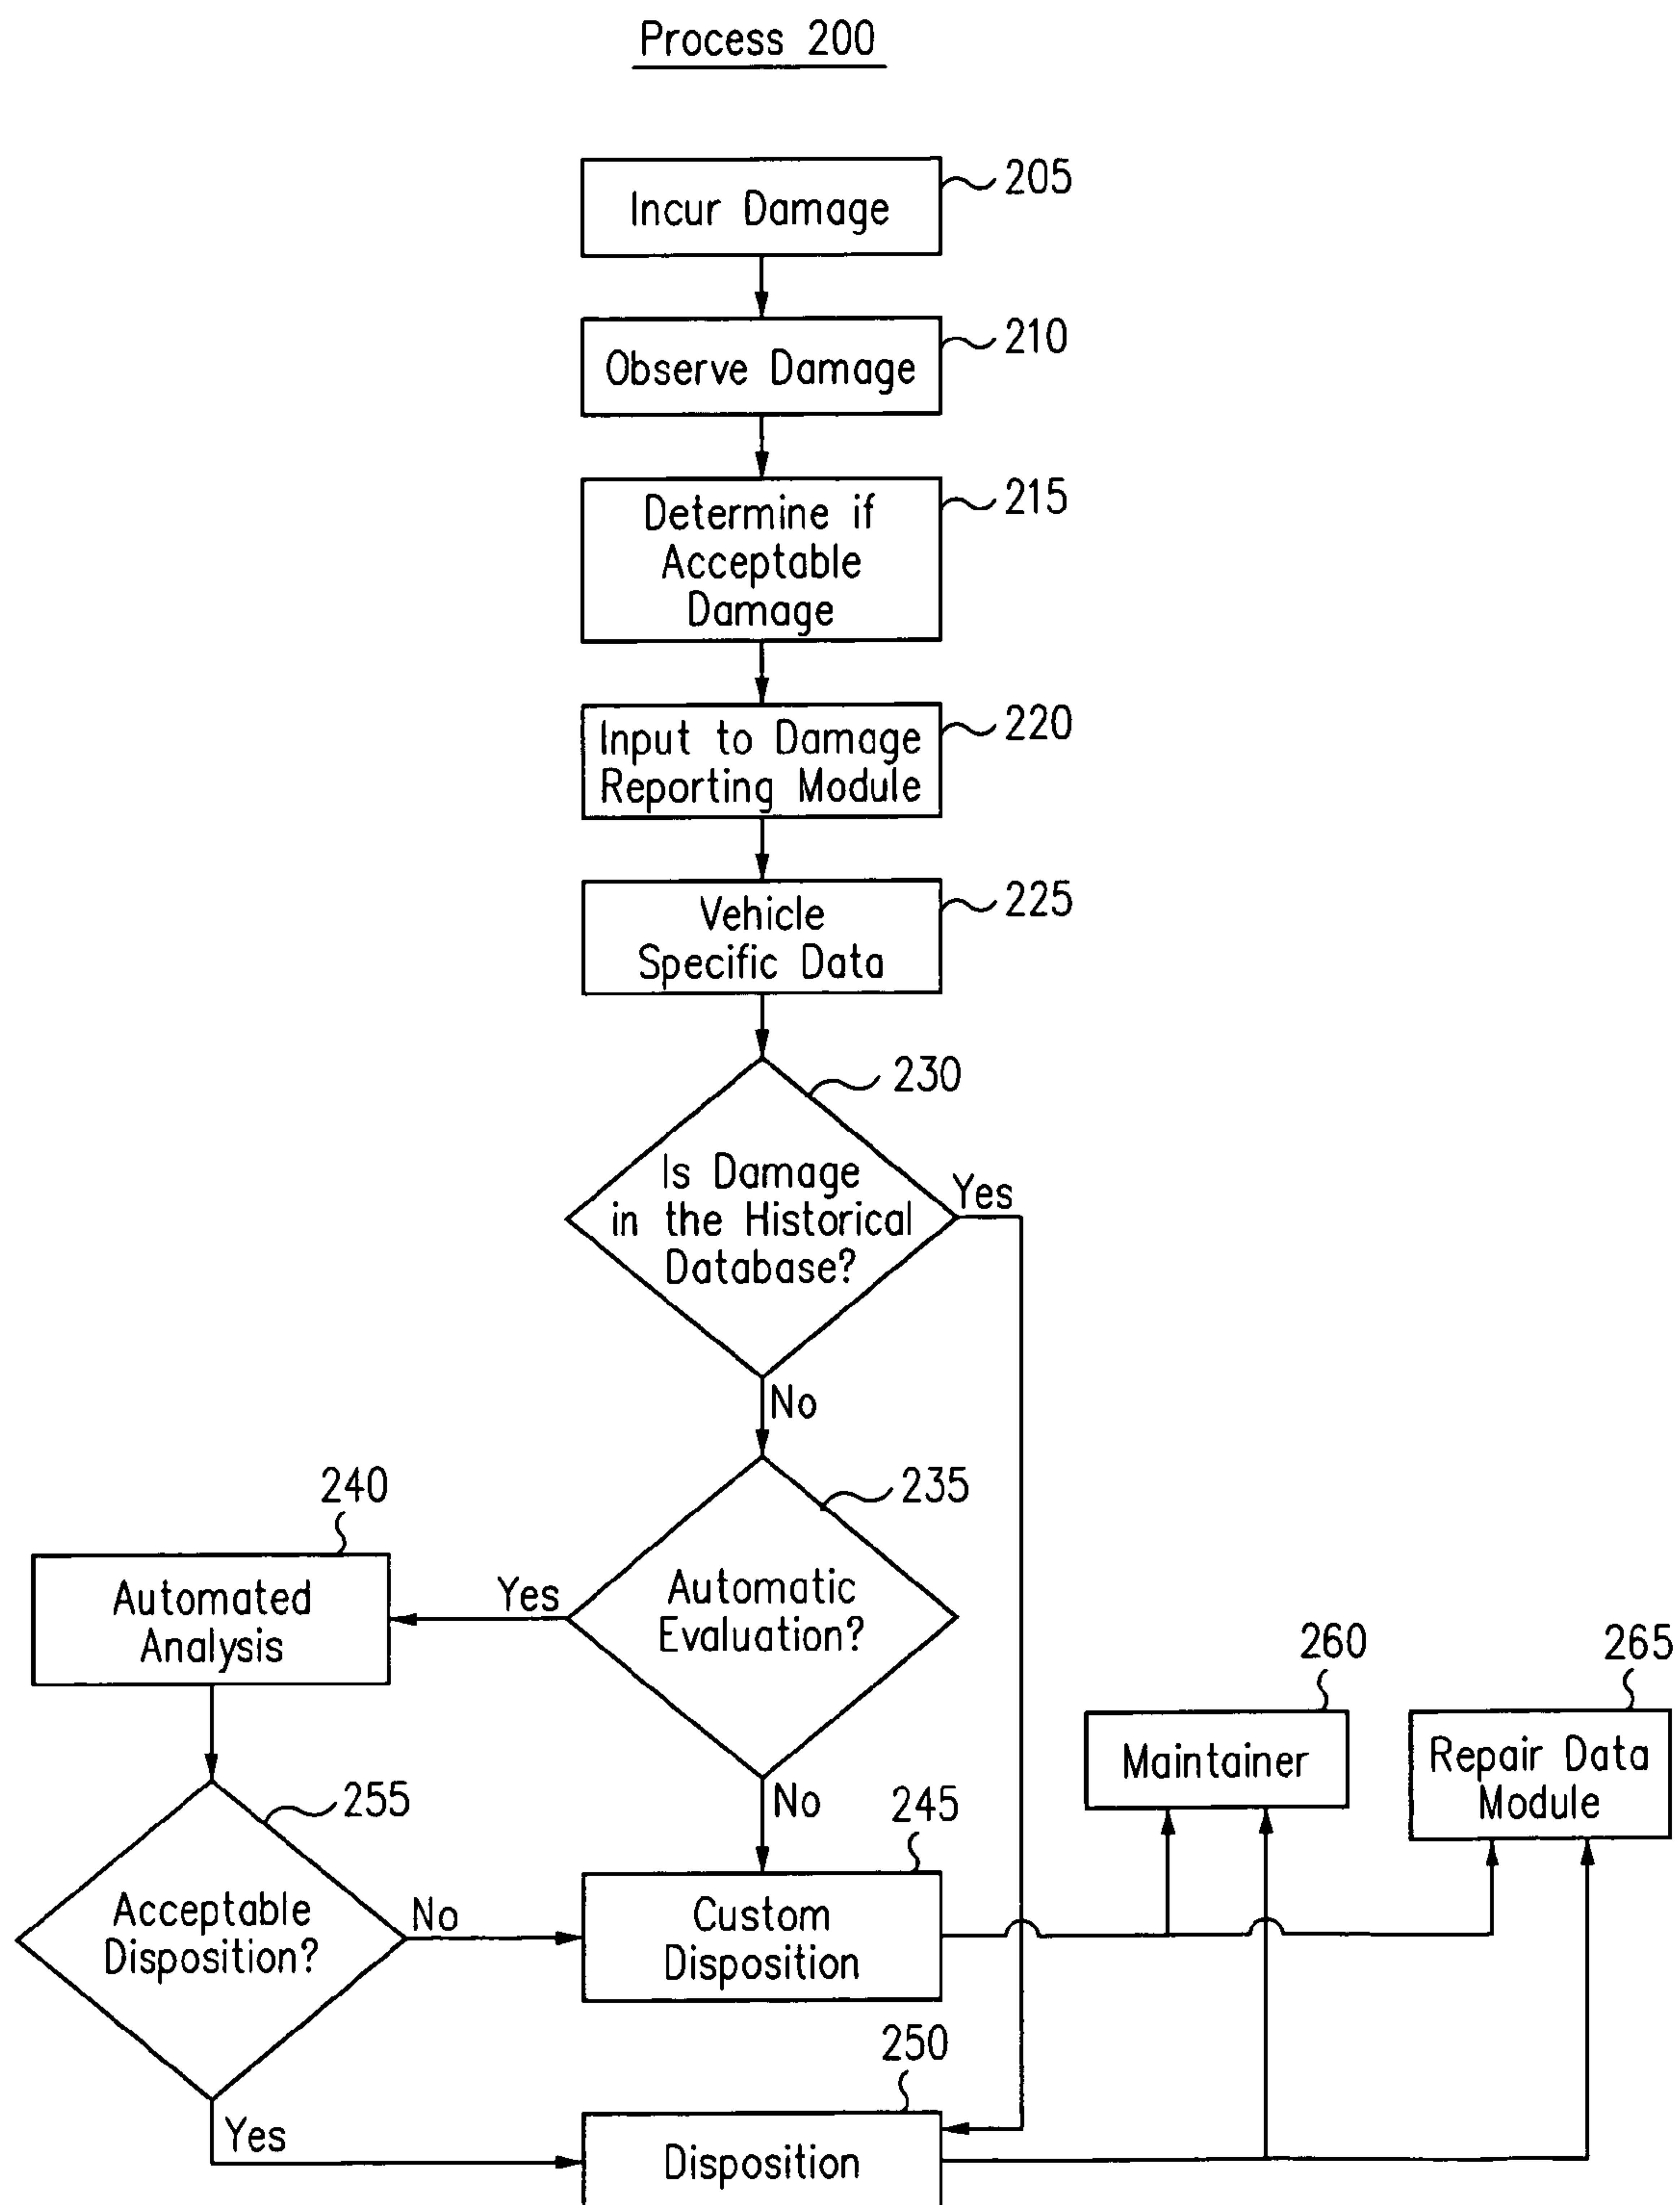 Process 200
Incur Damage
205
Observe Damage
210
Determine if
Acceptable
Damage
215
Input to Damage
Reporting Module
220
Vehicle
Specific Data
225
230
Is Damage
in the Historical
Database?
Yes
No
235
Automatic
Evaluation?
Yes
No
240
Automated
Analysis
255
Acceptable
Disposition?
No
Yes
245
Custom
Disposition
250
Disposition
260
Maintainer
265
Repair Data
Module